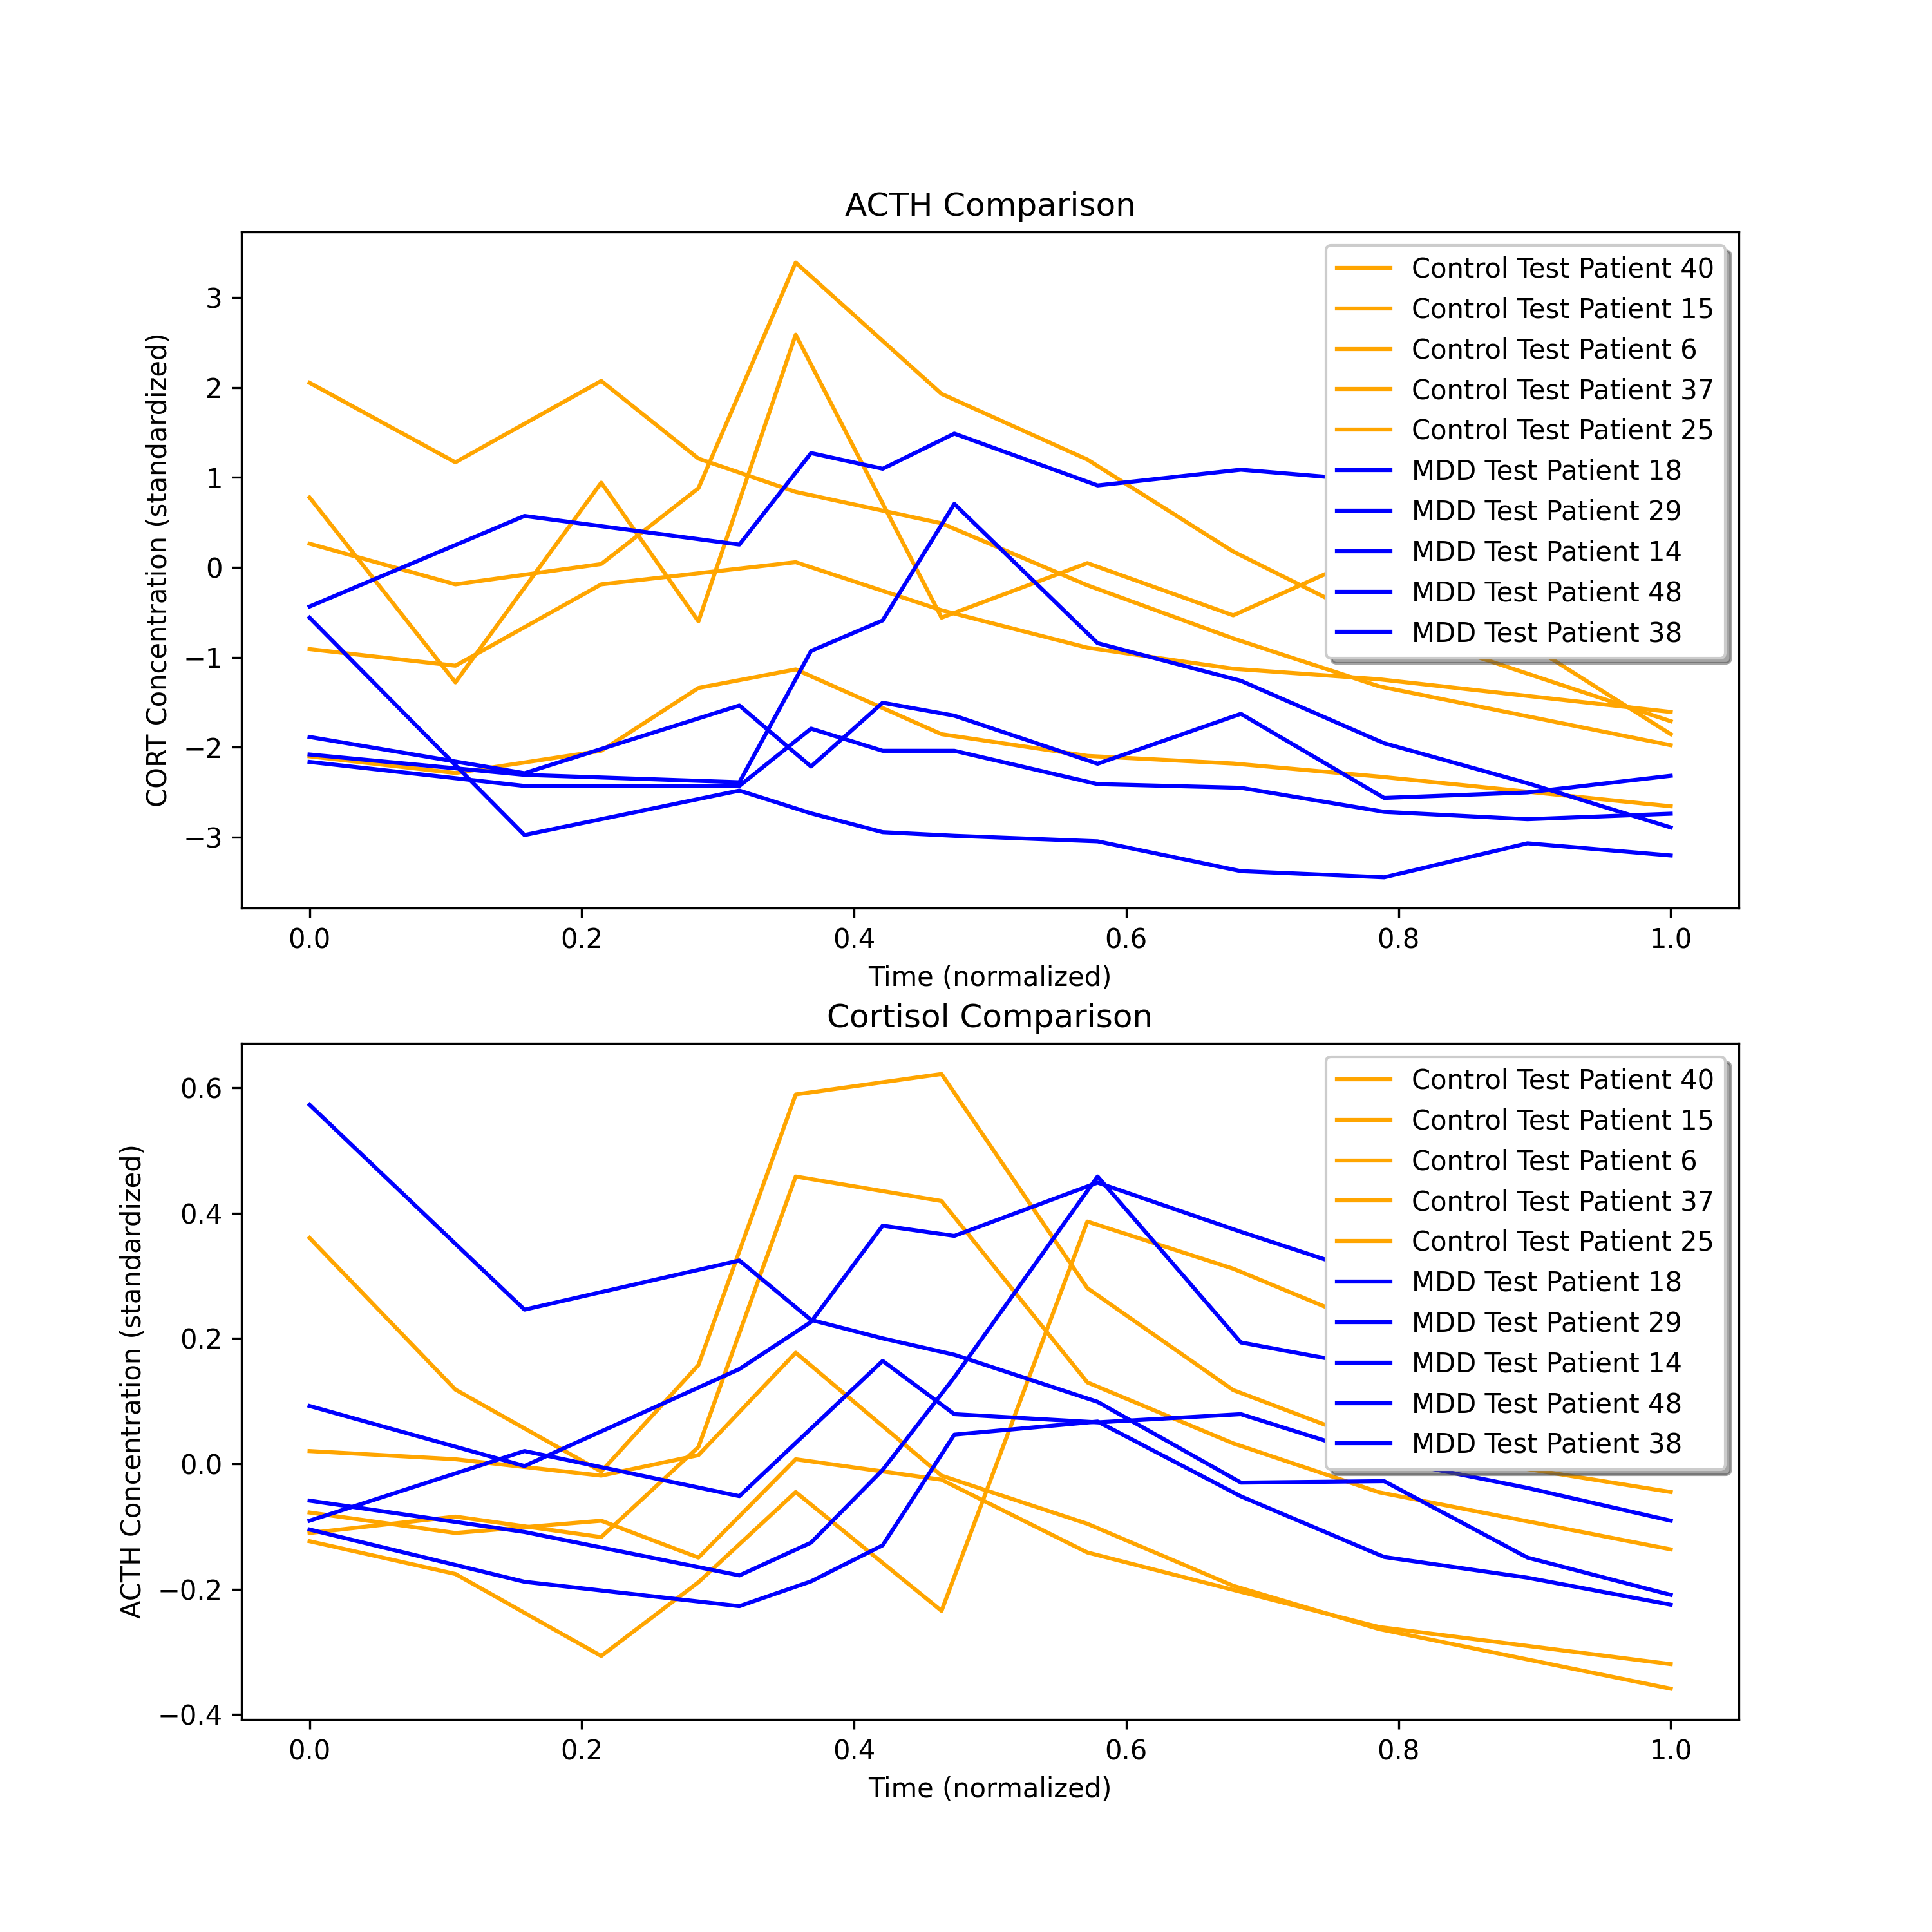 ACTH Comparison
CORT Concentration (standardized)
3
2
1
0
−1
−2
−3
Control Test Patient 40
Control Test Patient 15
Control Test Patient 6
Control Test Patient 37
Control Test Patient 25
MDD Test Patient 18
MDD Test Patient 29
MDD Test Patient 14
MDD Test Patient 48
MDD Test Patient 38
0.0 0.2 0.4 0.6 0.8 1.0
Time (normalized)
Cortisol Comparison
ACTH Concentration (standardized)
0.6
0.4
0.2
0.0
−0.2
−0.4
Control Test Patient 40
Control Test Patient 15
Control Test Patient 6
Control Test Patient 37
Control Test Patient 25
MDD Test Patient 18
MDD Test Patient 29
MDD Test Patient 14
MDD Test Patient 48
MDD Test Patient 38
0.0 0.2 0.4 0.6 0.8 1.0
Time (normalized)